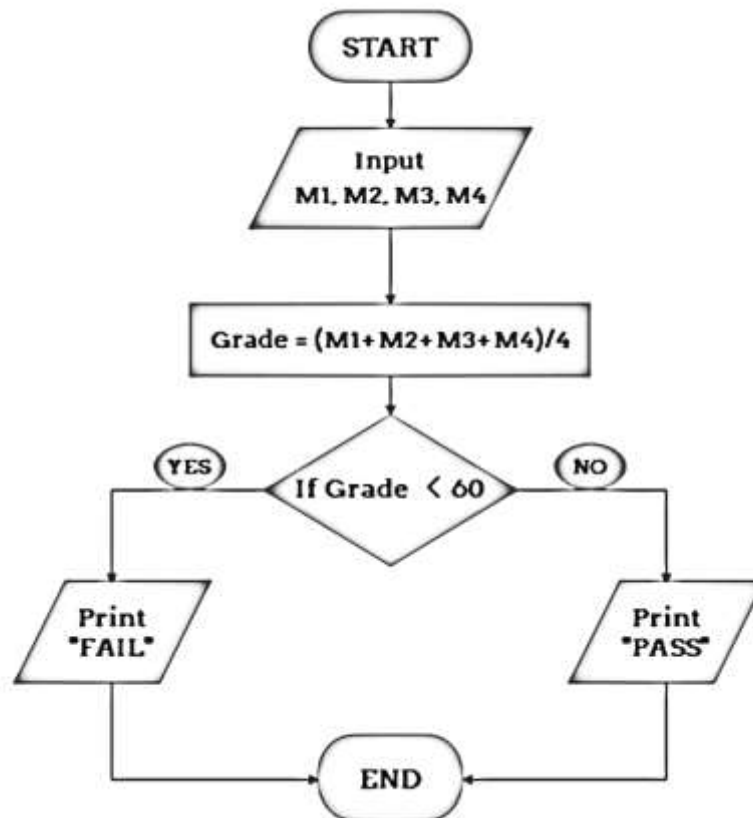 START
Input
M1, M2, M3, M4
Grade = (M1+M2+M3+M4)/4
If Grade < 60
YES
NO
Print
"FAIL"
Print
"PASS"
END